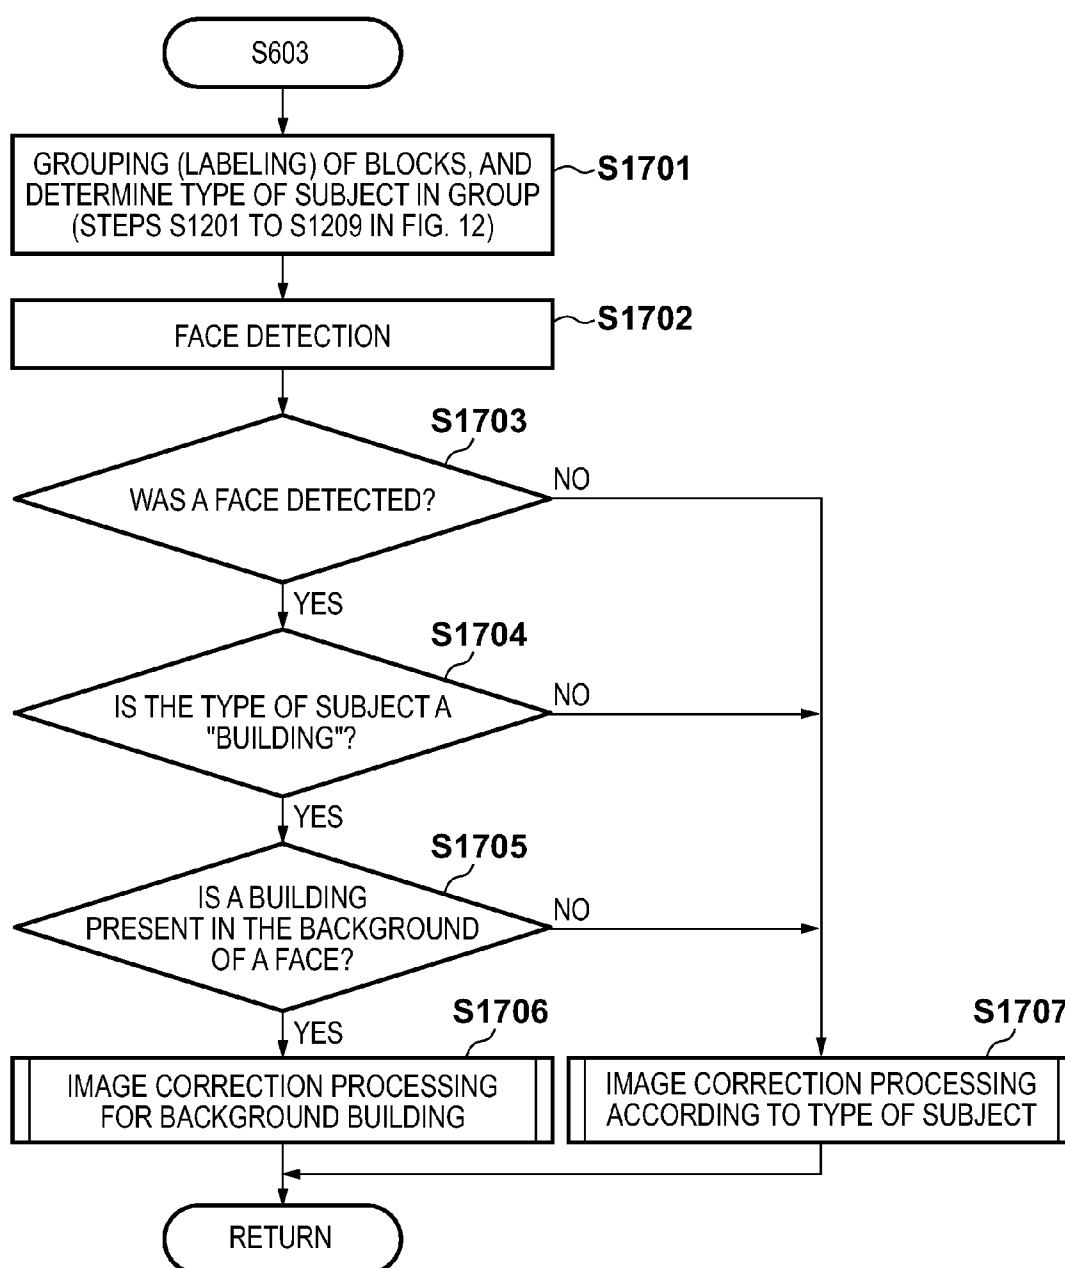 S603
GROUPING (LABELING) OF BLOCKS, AND
DETERMINE TYPE OF SUBJECT IN GROUP
(STEPS S1201 TO S1209 IN FIG. 12)
S1701
FACE DETECTION
S1702
S1703
WAS A FACE DETECTED?
NO
YES
S1704
IS THE TYPE OF SUBJECT A
"BUILDING"?
NO
YES
S1705
IS A BUILDING
PRESENT IN THE BACKGROUND
OF A FACE?
NO
YES
S1706
IMAGE CORRECTION PROCESSING
FOR BACKGROUND BUILDING
S1707
IMAGE CORRECTION PROCESSING
ACCORDING TO TYPE OF SUBJECT
RETURN